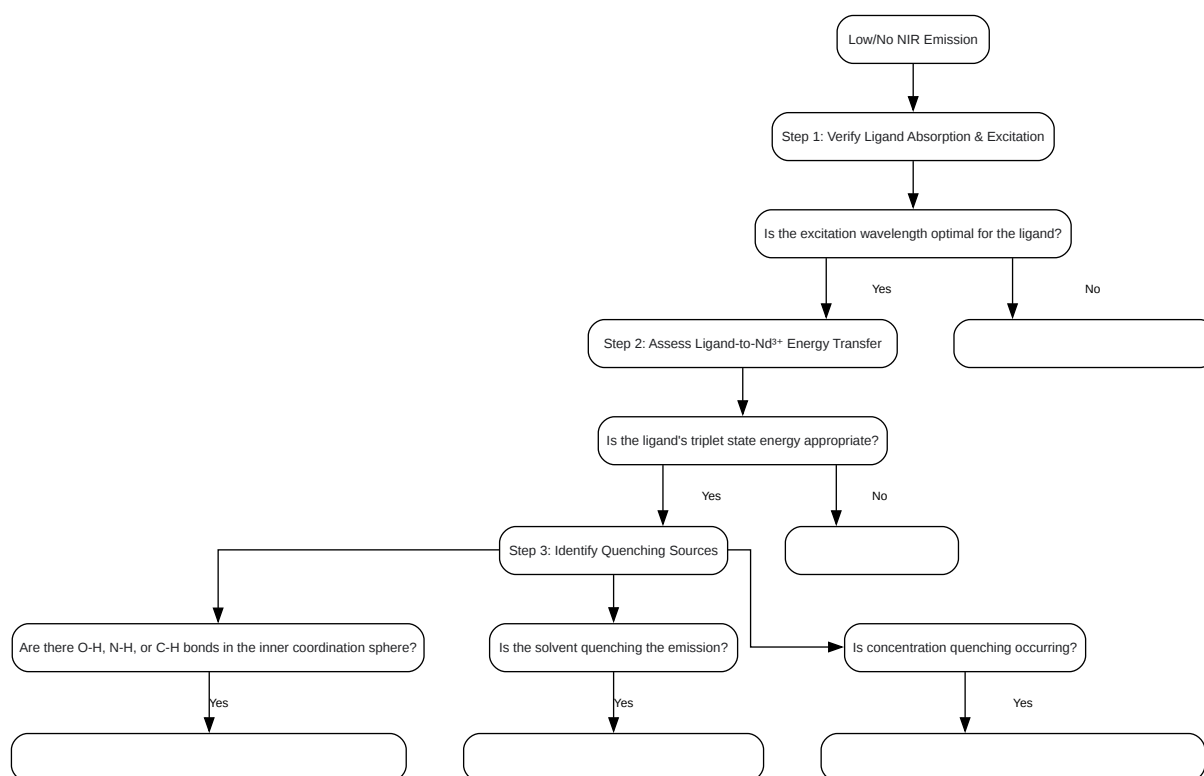 Low/No NIR Emission
Step 1: Verify Ligand Absorption & Excitation
Is the excitation wavelength optimal for the ligand?
Yes
No
Step 2: Assess Ligand-to-Nd³⁺ Energy Transfer
Is the ligand's triplet state energy appropriate?
Yes
No
Step 3: Identify Quenching Sources
Are there O-H, N-H, or C-H bonds in the inner coordination sphere?
Is the solvent quenching the emission?
Is concentration quenching occurring?
Yes
Yes
Yes